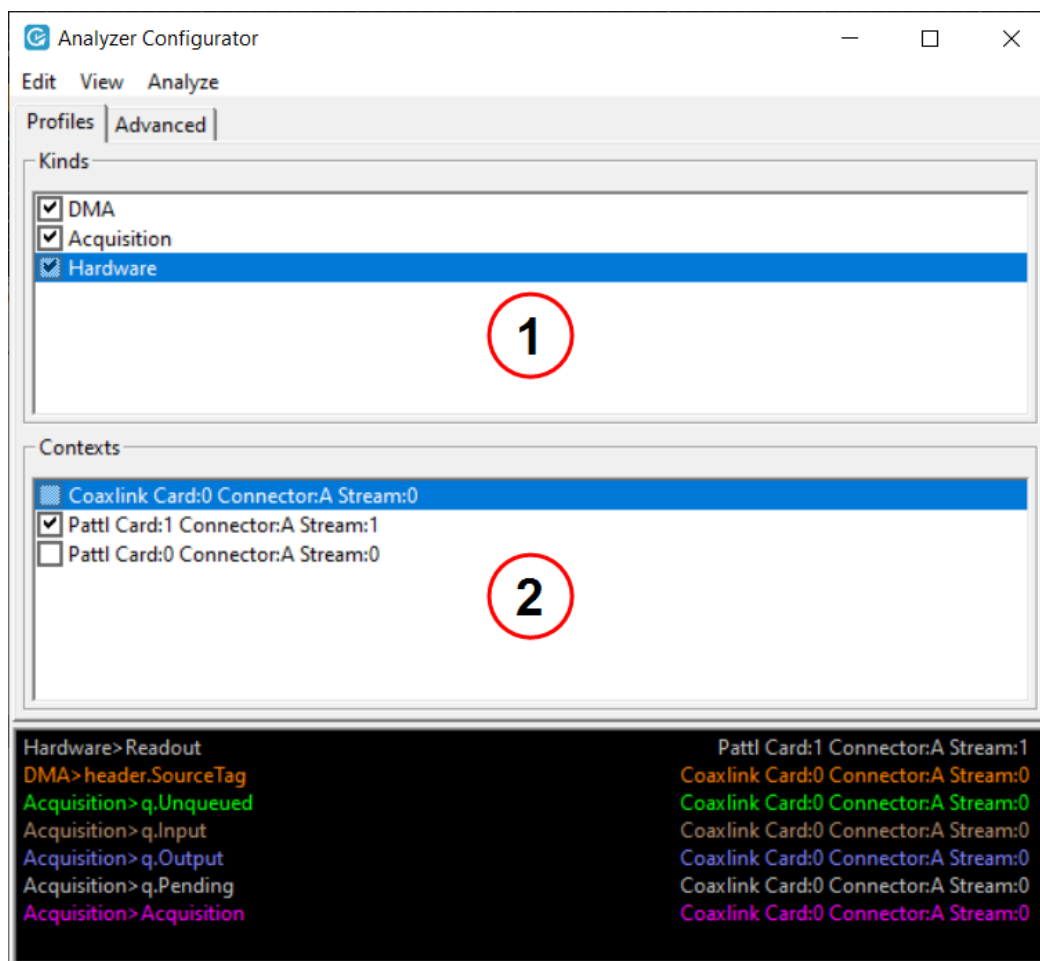 Analyzer Configurator
Edit View Analyze
Profiles Advanced
Kinds
DMA
Acquisition
Hardware
1
Contexts
Coaxlink Card:0 Connector:A Stream:0
Pattl Card:1 Connector:A Stream:1
Pattl Card:0 Connector:A Stream:0
2
Hardware>Readout Pattl Card:1 Connector:A Stream:1
DMA>header.SourceTag Coaxlink Card:0 Connector:A Stream:0
Acquisition>q.Unqueued Coaxlink Card:0 Connector:A Stream:0
Acquisition>q.Input Coaxlink Card:0 Connector:A Stream:0
Acquisition>q.Output Coaxlink Card:0 Connector:A Stream:0
Acquisition>q.Pending Coaxlink Card:0 Connector:A Stream:0
Acquisition>Acquisition Coaxlink Card:0 Connector:A Stream:0